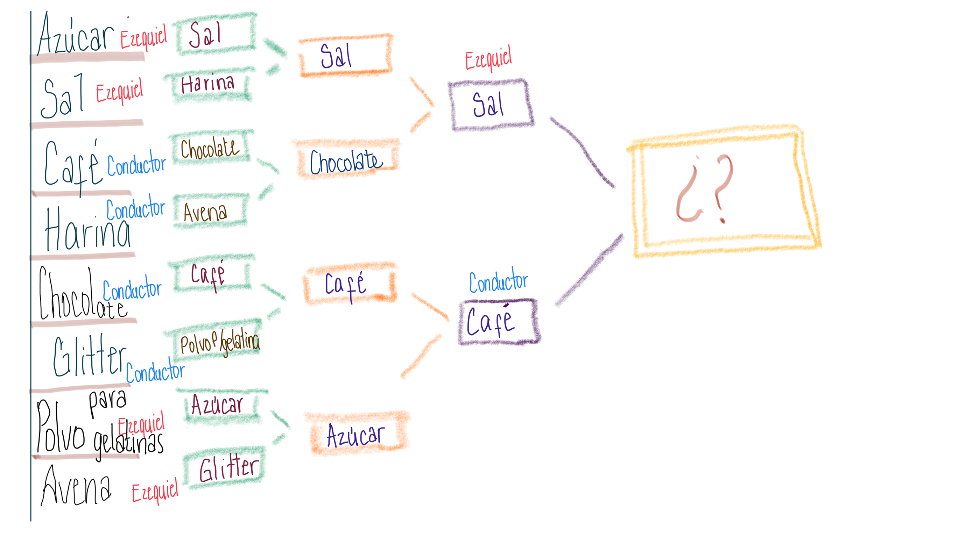 Azúcar Ezequiel
Sal Ezequiel
Café Conductor
Conductor
Harina
Chocolate Conductor
Glitter
Conductor
Polvo para
gelatinas
Ezequiel
Avena Ezequiel
Sal
Harina
Chocolate
Avena
Café
Polvo P/gelatina
Azúcar
Glitter
Sal
Chocolate
Café
Azúcar
Ezequiel
Sal
Conductor
Café
¿?